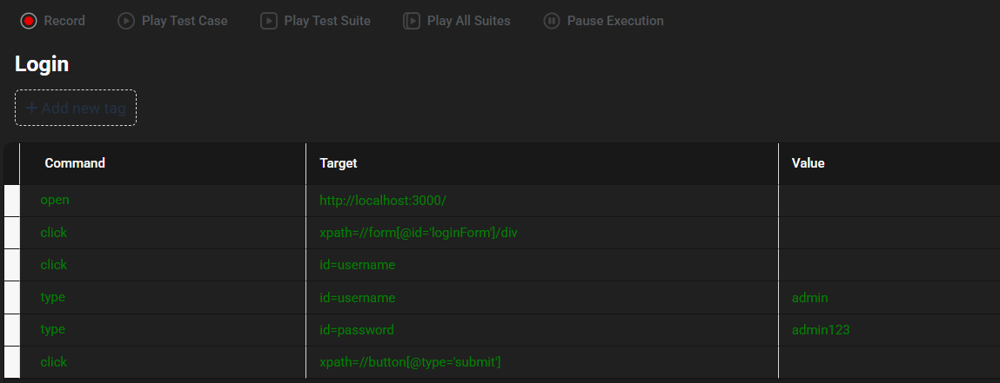 Record Play Test Case Play Test Suite Play All Suites Pause Execution
Login
+ Add new tag
Command Target Value
open http://localhost:3000/
click xpath=//form[@id='loginForm']/div
click id=username
type id=username admin
type id=password admin123
click xpath=//button[@type='submit']